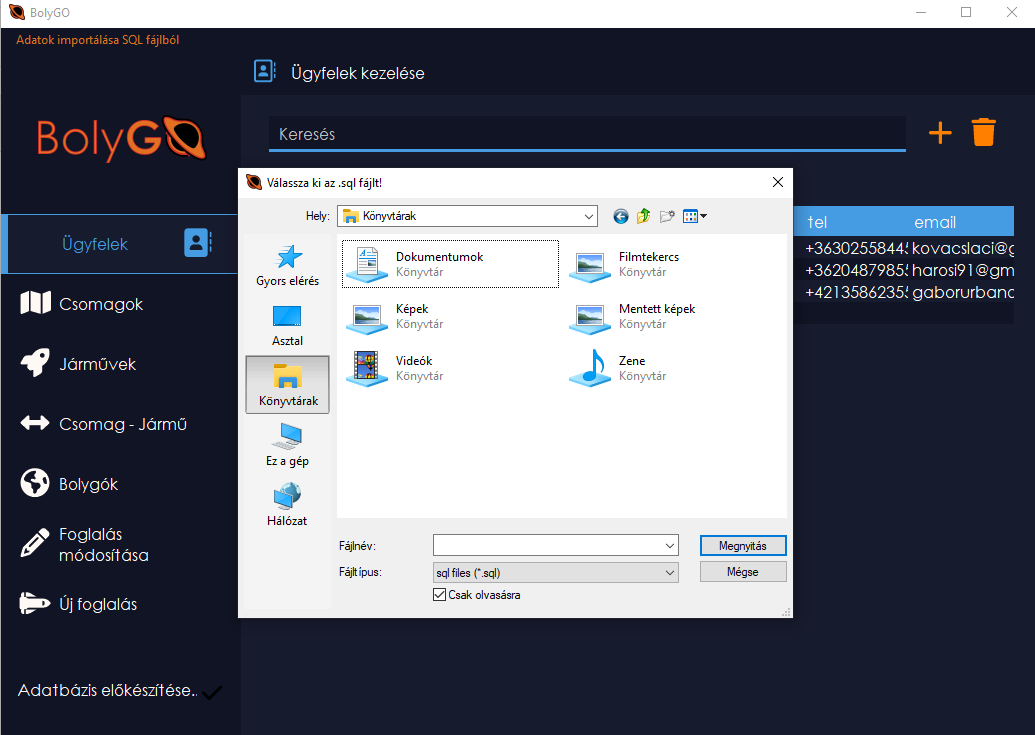 BolyGO
Adatok importálása SQL fájlból
Ügyfelek kezelése
BolyGO
Keresés
Ügyfelek
Csomagok
Járművek
Csomag - Jármű
Bolygók
Foglalás
módosítása
Új foglalás
Adatbázis előkészítése..
Válassza ki az .sql fájlt!
Hely:
Könyvtárak
Gyors elérés
Asztal
Könyvtárak
Ez a gép
Hálózat
Dokumentumok
Könyvtár
Filmtekercs
Könyvtár
Képek
Könyvtár
Mentett képek
Könyvtár
Videók
Könyvtár
Zene
Könyvtár
Fájlnév:
Megnyitás
Fájltípus:
sql files (*.sql)
Mégse
Csak olvasásra
tel email
+3630255844 kovacslaci@g
+3620487985 harosi91@gm
+4213586235 gaborurban